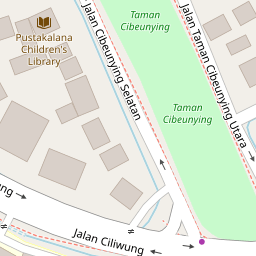 Taman
Cibeunying
Jalan Cibeunying Selatan
Jalan Taman Cibeunying Utara
Pustakalana
Children's
Library
Taman
Cibeunying
Jalan Ciliwung